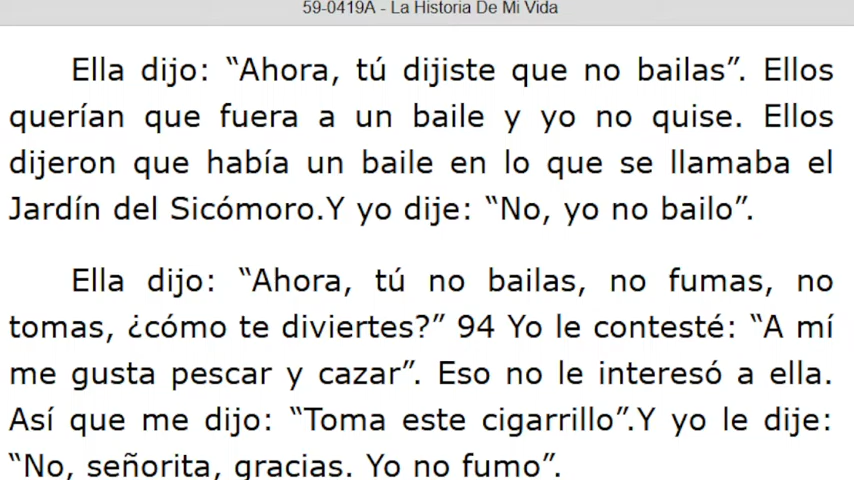 59-0419A - La Historia De Mi Vida
Ella dijo: “Ahora, tú dijiste que no bailas”. Ellos
querían que fuera a un baile y yo no quise. Ellos
dijeron que había un baile en lo que se llamaba el
Jardín del Sicómoro.Y yo dije: “No, yo no bailo”.
Ella dijo: “Ahora, tú no bailas, no fumas, no
tomas, ¿cómo te diviertes?” 94 Yo le contesté: “A mí
me gusta pescar y cazar”. Eso no le interesó a ella.
Así que me dijo: “Toma este cigarrillo”.Y yo le dije:
“No, señorita, gracias. Yo no fumo”.